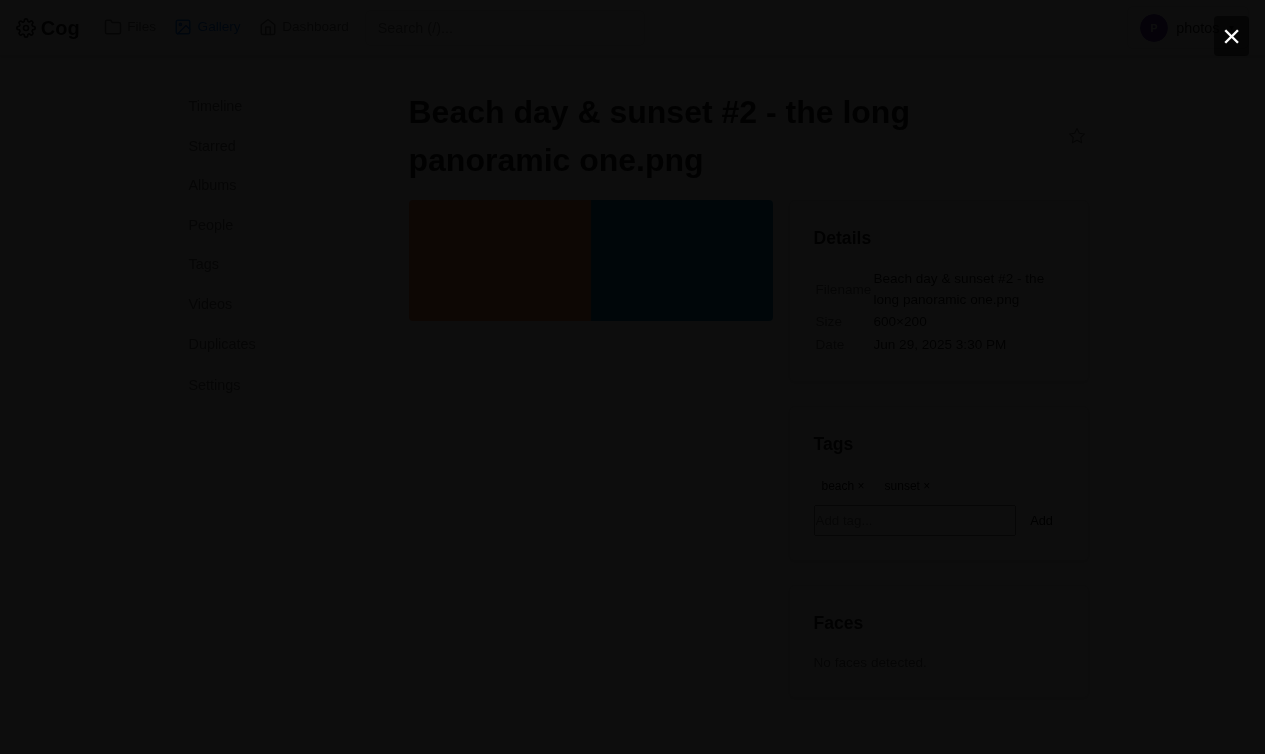 Cog
Files
Gallery
Dashboard
Search (/)
P
Timeline
Starred
Albums
People
Tags
Videos
Duplicates
Settings
Beach day & sunset #2 - the long
panoramic one.png
Details
Filename
Beach day & sunset #2 - the
long panoramic one.png
Size
600×200
Date
Jun 29, 2025 3:30 PM
Tags
beach ×
sunset ×
Add tag...
Add
Faces
No faces detected.